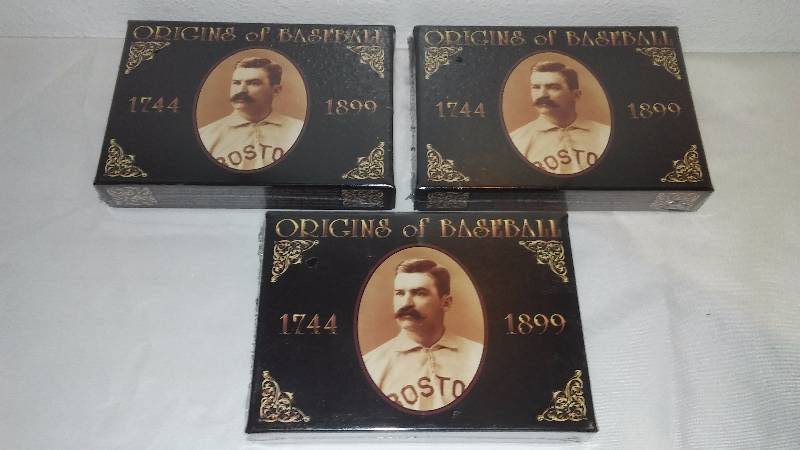 ORIGINS of BASEBALL
1744 1899
BOSTO
ORIGINS of BASEBALL
1744 1899
BOSTO
ORIGINS of BASEBALL
1744 1899
BOSTO